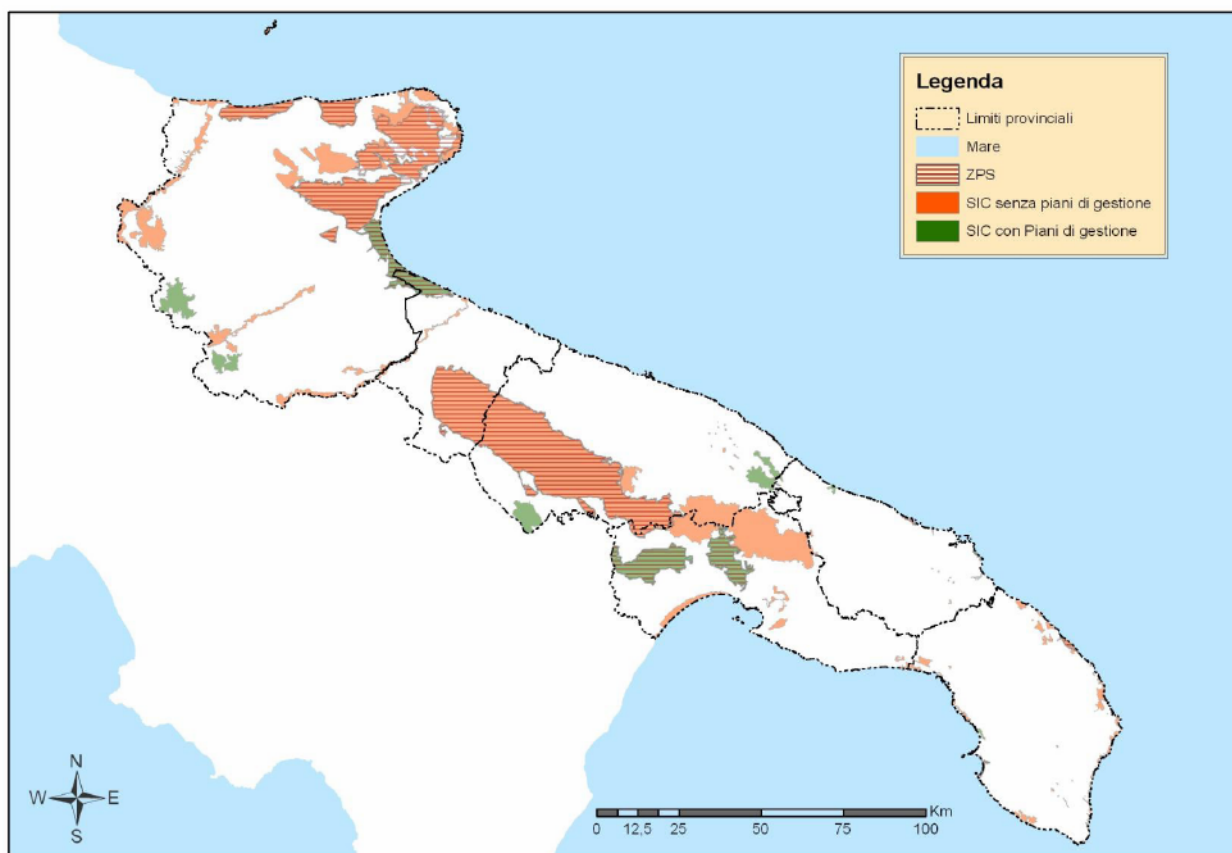 Legenda
Limiti provinciali
Mare
ZPS
SIC senza piani di gestione
SIC con Piani di gestione
N
W E
S
Km
0 12,5 25 50 75 100